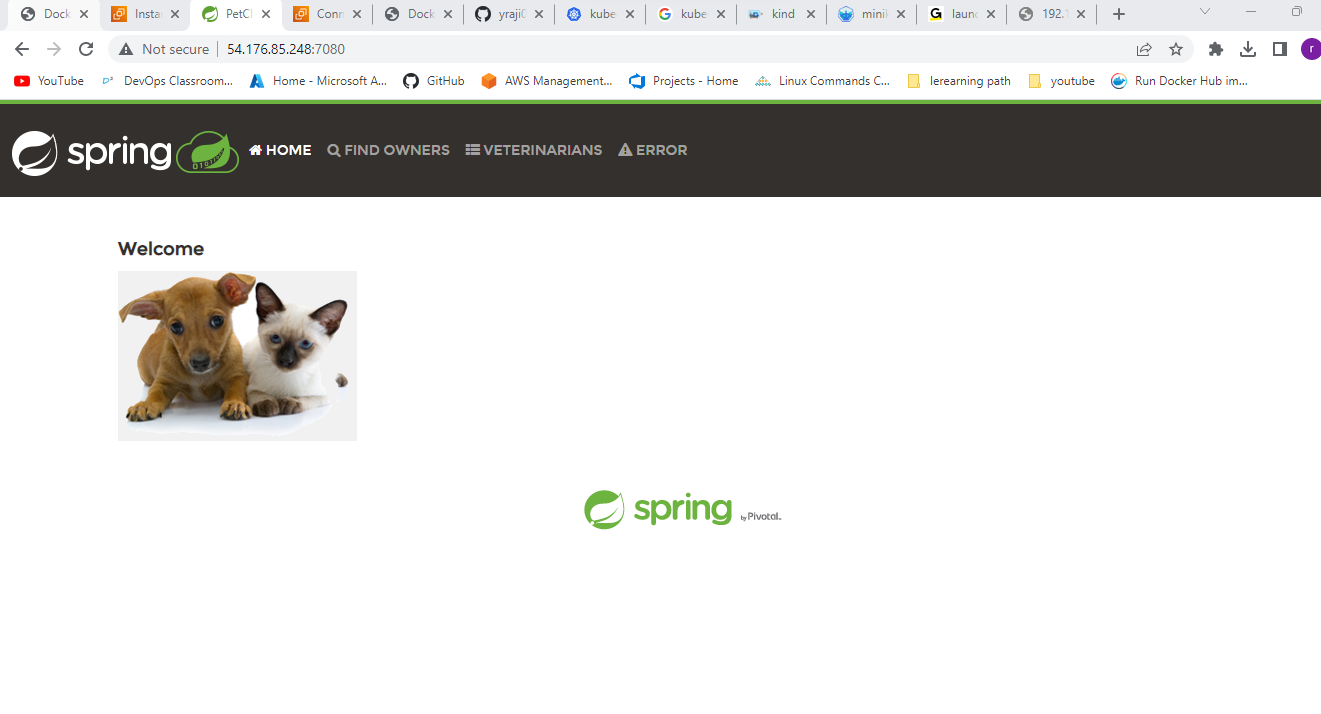 Dock Insta PetCl Conn Dock yraji0 kube kube kind minik laun 192.1
Not secure 54.176.85.248:7080 r
YouTube DevOps Classroom... Home - Microsoft A... GitHub AWS Management... Projects - Home Linux Commands C... lerearning path youtube Run Docker Hub im...
spring HOME FIND OWNERS VETERINARIANS ERROR
Welcome
spring by Pivotal.